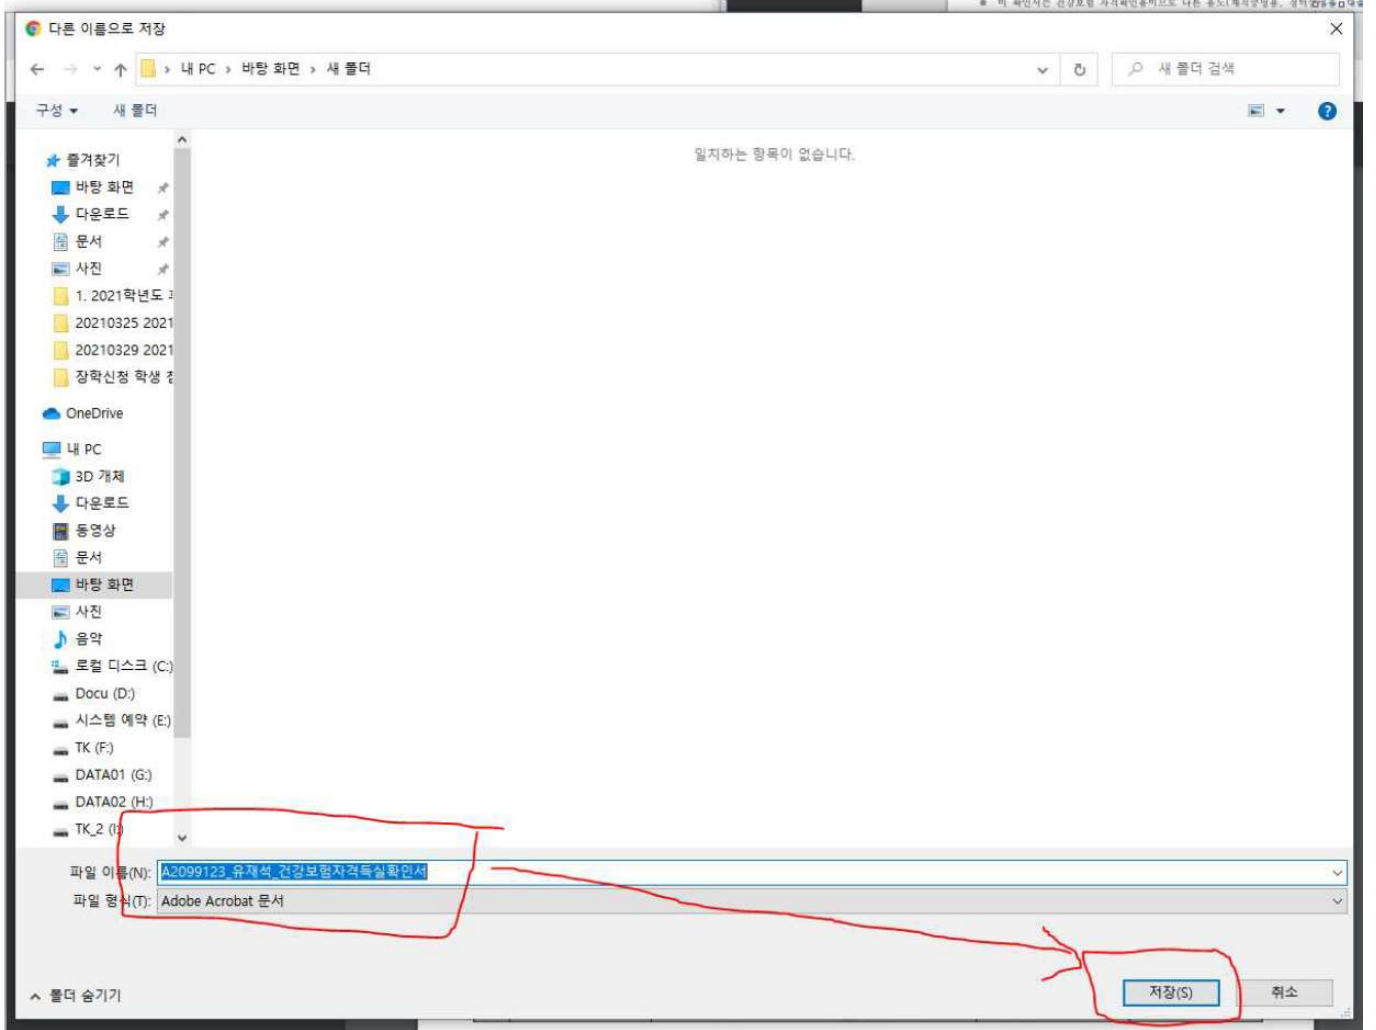 다른 이름으로 저장
내 PC > 바탕 화면 > 새 폴더
새 폴더 검색
구성
새 폴더
일치하는 항목이 없습니다.
즐겨찾기
바탕 화면
다운로드
문서
사진
1. 2021학년도
20210325 2021
20210329 2021
장학신청 학생
OneDrive
내 PC
3D 개체
다운로드
동영상
문서
바탕 화면
사진
음악
로컬 디스크 (C:)
Docu (D:)
시스템 예약 (E:)
TK (F:)
DATA01 (G:)
DATA02 (H:)
TK_2 (I:)
파일 이름(N): A2099123_유재석_건강보험자격득실확인서
파일 형식(T): Adobe Acrobat 문서
폴더 숨기기
저장(S)
취소